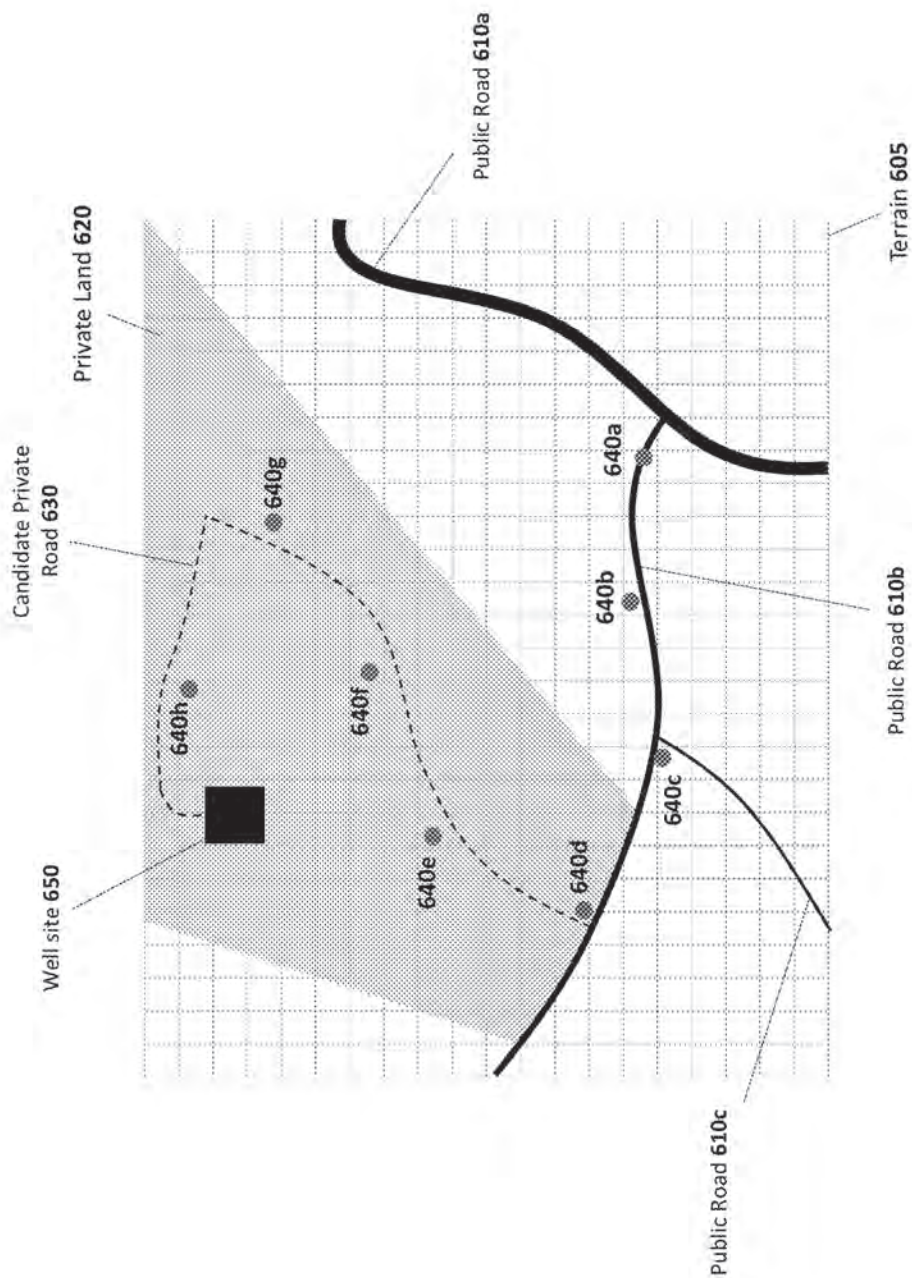 Candidate Private
Road 630
Well site 650
Private Land 620
640h
640g
640f
640e
Public Road 610a
640d
640b
640a
640c
Public Road 610c
Public Road 610b
Terrain 605